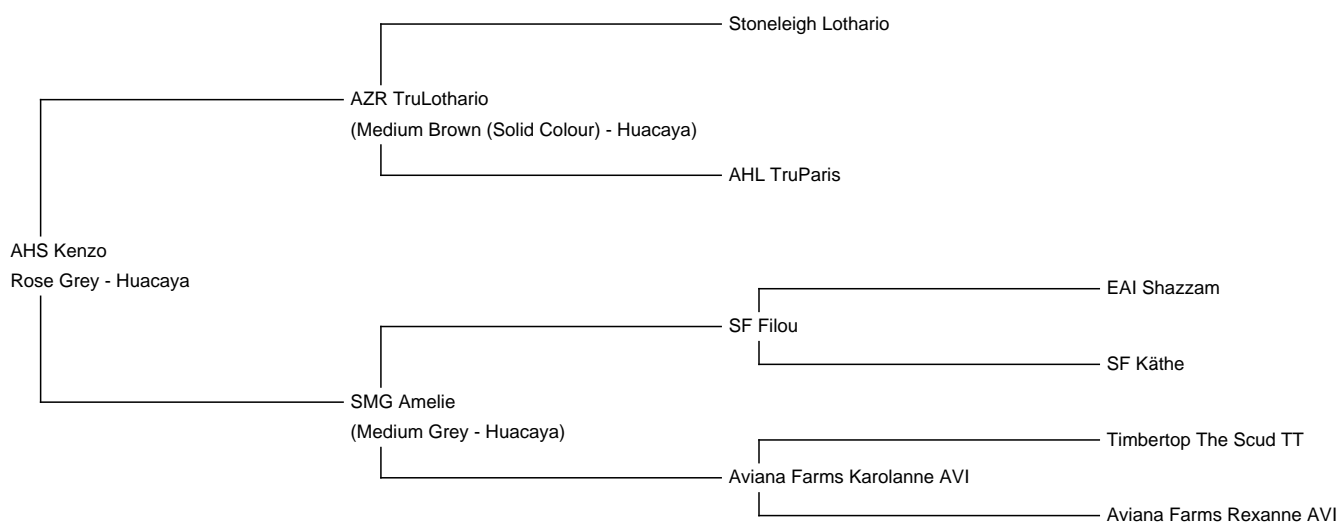 Stoneleigh Lothario
AZR TruLothario
(Medium Brown (Solid Colour) - Huacaya)
AHL TruParis
AHS Kenzo
Rose Grey - Huacaya
EAI Shazzam
SF Filou
SF Käthe
SMG Amelie
(Medium Grey - Huacaya)
Timbertop The Scud TT
Aviana Farms Karolanne AVI
Aviana Farms Rexanne AVI